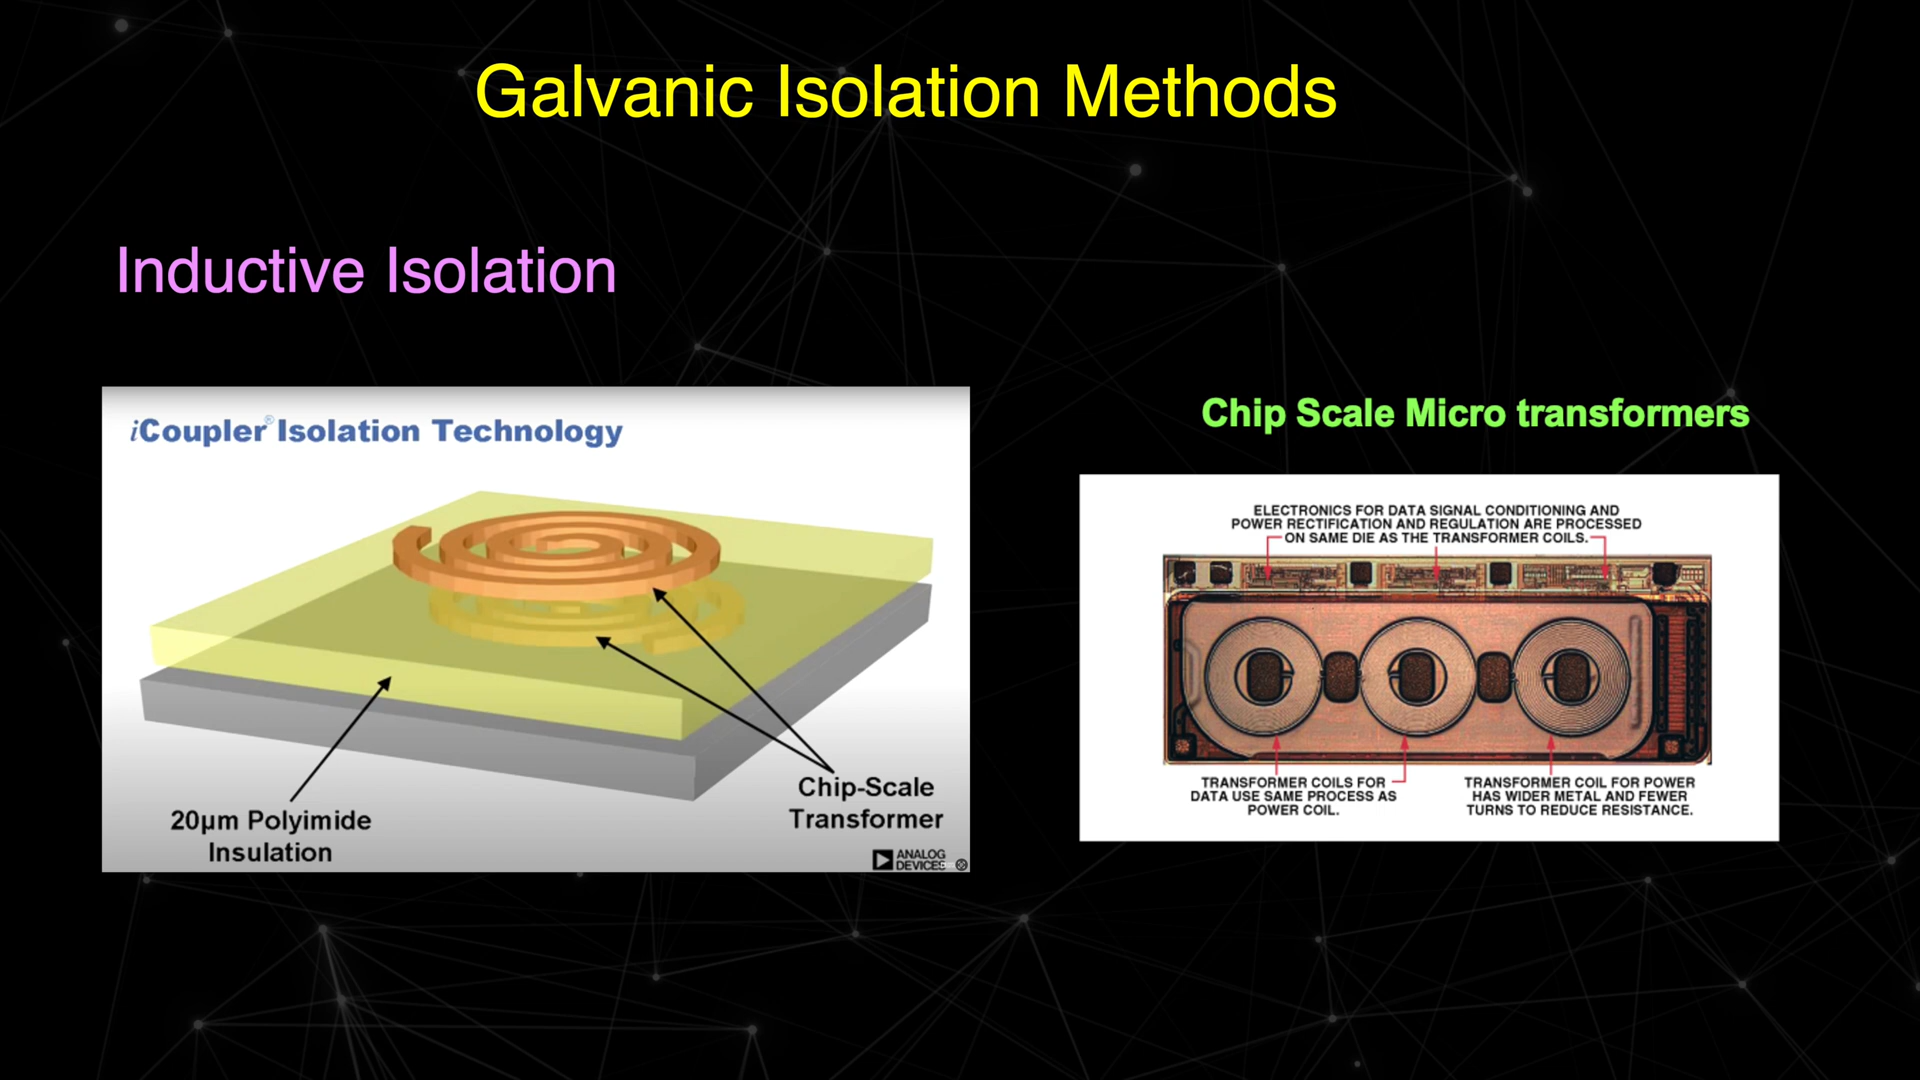 Galvanic Isolation Methods
Inductive Isolation
iCoupler® Isolation Technology
20µm Polyimide
Insulation
Chip-Scale
Transformer
ANALOG
DEVICES
Chip Scale Micro transformers
ELECTRONICS FOR DATA SIGNAL CONDITIONING AND
POWER RECTIFICATION AND REGULATION ARE PROCESSED
ON SAME DIE AS THE TRANSFORMER COILS.
TRANSFORMER COILS FOR
DATA USE SAME PROCESS AS
POWER COIL.
TRANSFORMER COIL FOR POWER
HAS WIDER METAL AND FEWER
TURNS TO REDUCE RESISTANCE.